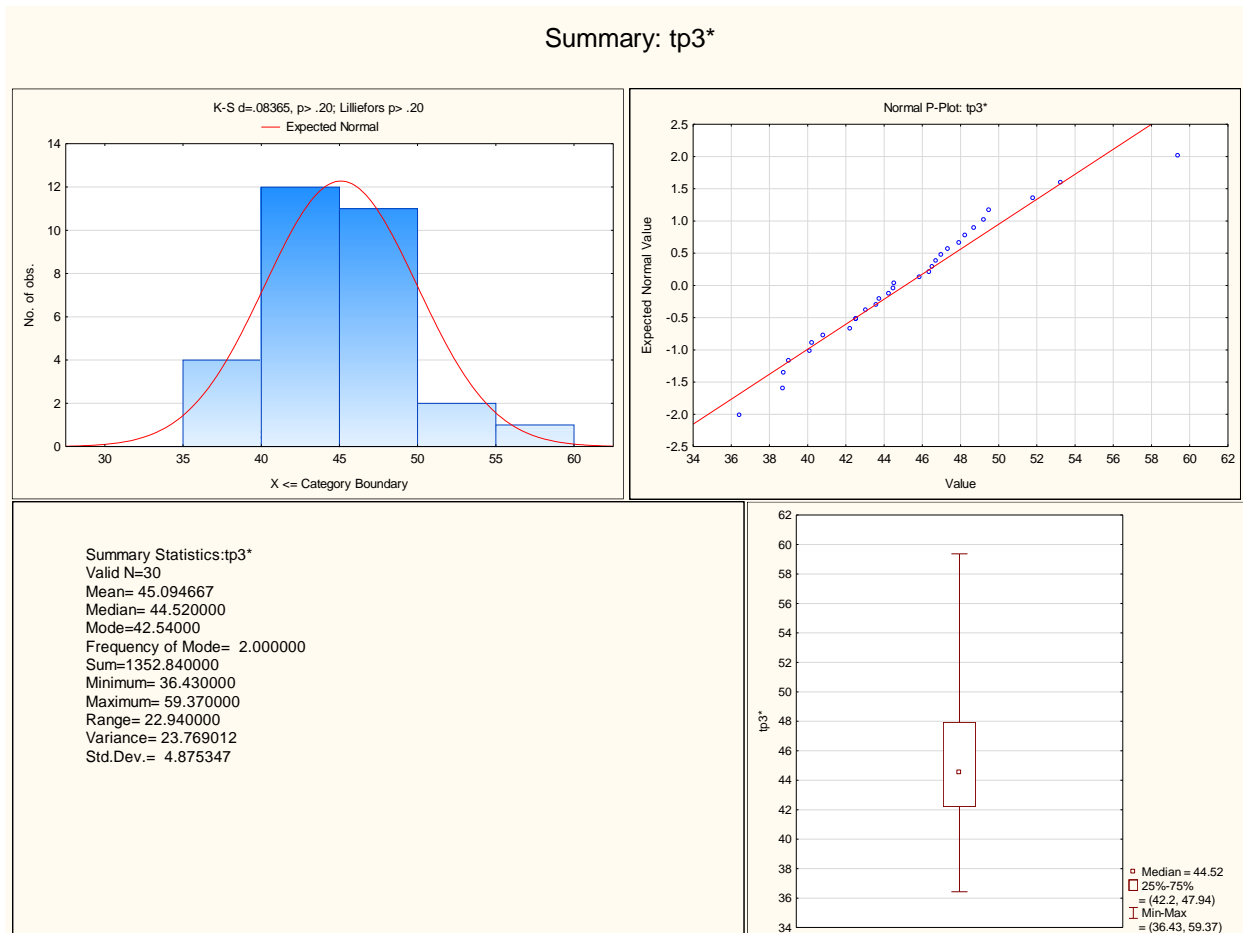 Summary: tp3*
K-S d=.08365, p> .20; Lilliefors p> .20
Expected Normal
14
12
10
8
6
4
2
0
No. of obs.
30 35 40 45 50 55 60
X <= Category Boundary
Normal P-Plot: tp3*
2.5
2.0
1.5
1.0
0.5
0.0
-0.5
-1.0
-1.5
-2.0
-2.5
Expected Normal Value
34 36 38 40 42 44 46 48 50 52 54 56 58 60 62
Value
Summary Statistics:tp3*
Valid N=30
Mean= 45.094667
Median= 44.520000
Mode=42.54000
Frequency of Mode= 2.000000
Sum=1352.840000
Minimum= 36.430000
Maximum= 59.370000
Range= 22.940000
Variance= 23.769012
Std.Dev.= 4.875347
62
60
58
56
54
52
50
48
46
44
42
40
38
36
34
tp3*
Median = 44.52
25%-75%
= (42.2, 47.94)
Min-Max
= (36.43, 59.37)